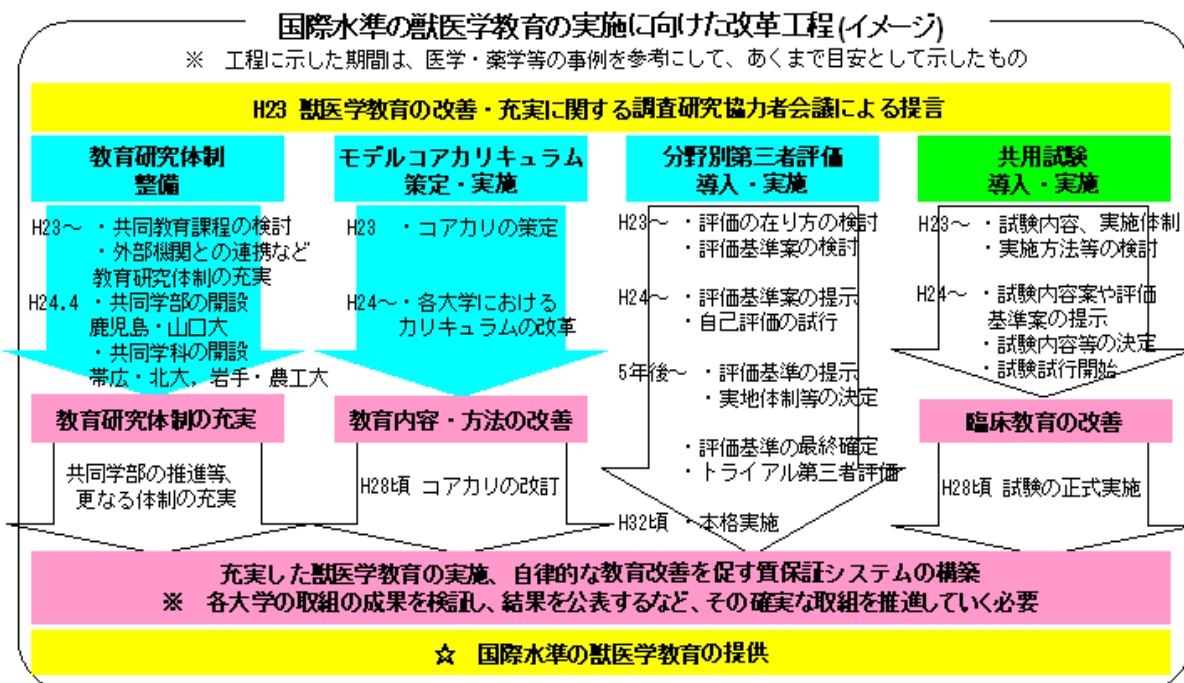 国際水準の獣医学教育の実施に向けた改革工程(イメージ)
※ 工程に示した期間は、医学・薬学等の事例を参考にして、あくまで目安として示したもの
H23 獣医学教育の改善・充実に関する調査研究協力者会議による提言
教育研究体制
整備
H23～ ・共同教育課程の検討
・外部機関との連携など
教育研究体制の充実
H24.4 ・共同学部の開設
鹿児島・山口大
・共同学科の開設
帯広・北大，岩手・農工大
教育研究体制の充実
共同学部の推進等、
更なる体制の充実
モデルコアカリキュラム
策定・実施
H23 ・コアカリの策定
H24～・各大学における
カリキュラムの改革
教育内容・方法の改善
H28頃 コアカリの改訂
分野別第三者評価
導入・実施
H23～ ・評価の在り方の検討
・評価基準案の検討
H24～ ・評価基準案の提示
・自己評価の試行
5年後～ ・評価基準の提示
・実地体制等の決定
・評価基準の最終確定
・トライアル第三者評価
H32頃 ・本格実施
共用試験
導入・実施
H23～ ・試験内容、実施体制
・実施方法等の検討
H24～ ・試験内容案や評価
基準案の提示
・試験内容等の決定
・試験試行開始
臨床教育の改善
H28頃 試験の正式実施
充実した獣医学教育の実施、自律的な教育改善を促す質保証システムの構築
※ 各大学の取組の成果を検証し、結果を公表するなど、その確実な取組を推進していく必要
☆ 国際水準の獣医学教育の提供